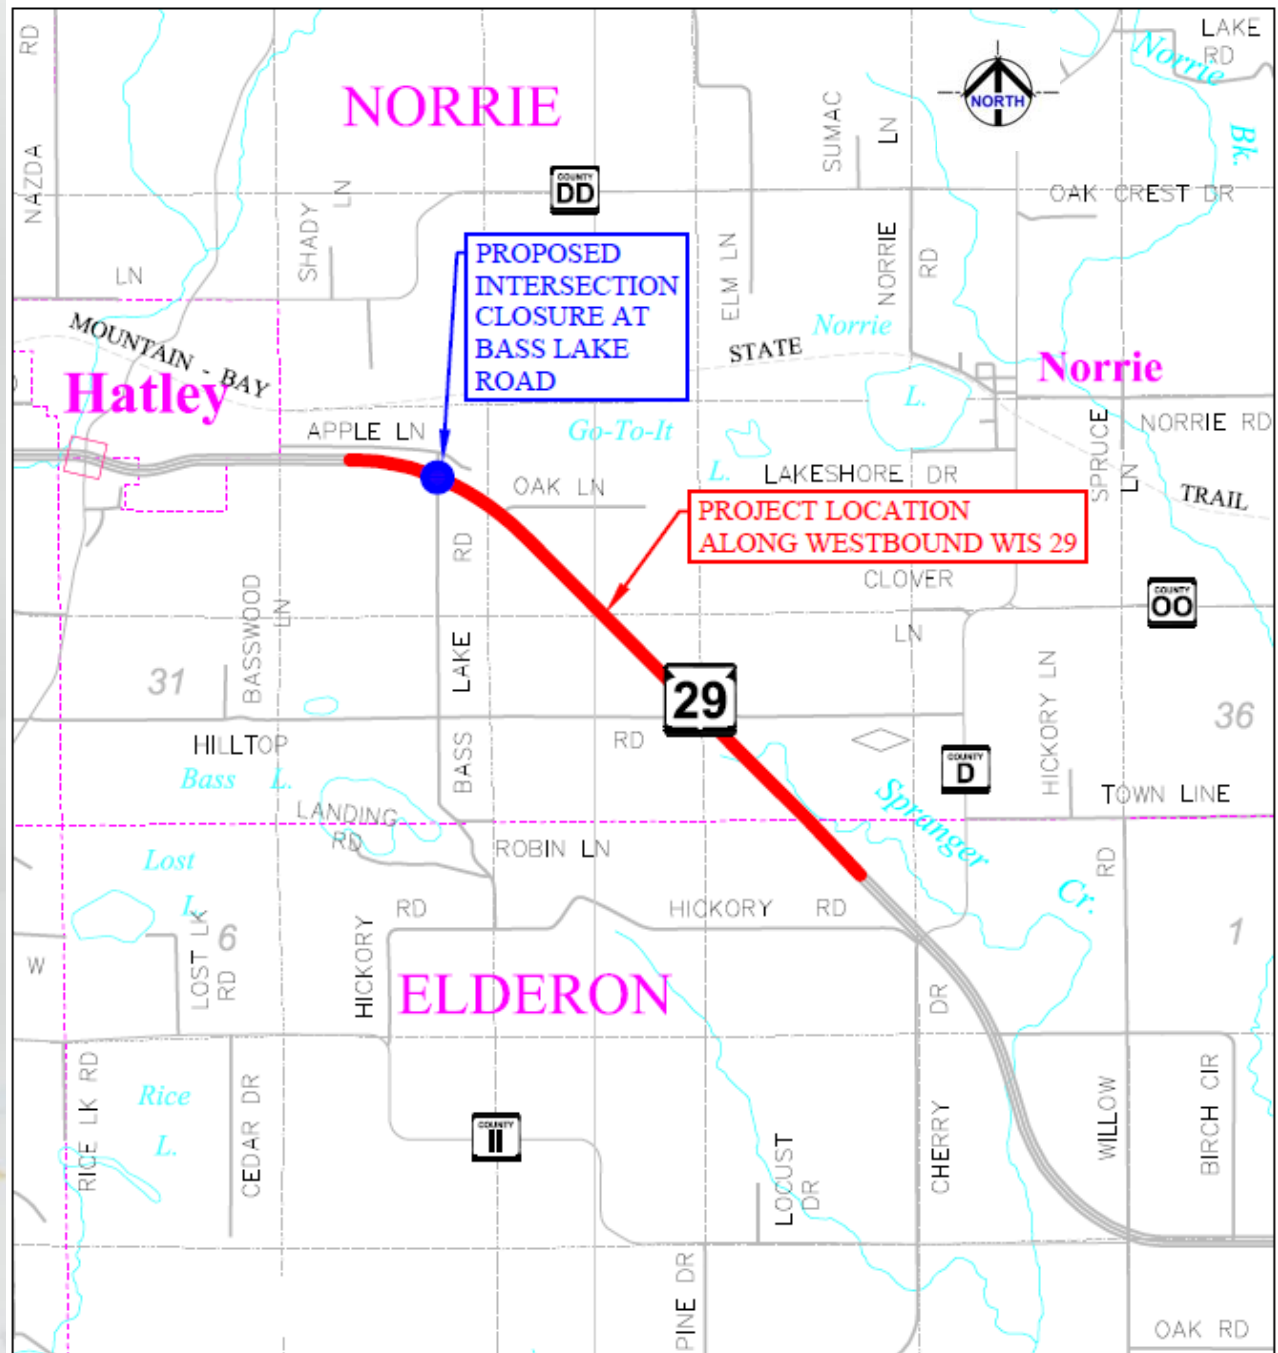 RD
LAKE
RD
Norrie
Bk.
NORTH
NORRIE
SUMAC
LN
NAZDA
COUNTY
DD
OAK CREST DR
SHADY
LN
LN
ELM LN
NORRIE
RD
PROPOSED
INTERSECTION
CLOSURE AT
BASS LAKE
ROAD
MOUNTAIN - BAY
STATE
Norrie
L.
Hatley
Norrie
APPLE LN
Go-To-It
L.
NORRIE RD
SPRUCE
LN
LAKESHORE DR
OAK LN
TRAIL
PROJECT LOCATION
ALONG WESTBOUND WIS 29
CLOVER
LN
COUNTY
OO
BASSWOOD
LN
RD
LAKE
BASS
31
29
36
HICKORY LN
HILLTOP
RD
Bass L.
COUNTY
D
TOWN LINE
RD
Spranger
Cr.
LANDING
RD
ROBIN LN
Lost
L.
LOST LK
RD
6
HICKORY
RD
HICKORY RD
1
W
ELDERON
DR
CHERRY
RICE LK RD
Rice
L.
CEDAR DR
COUNTY
II
LOCUST
DR
WILLOW
BIRCH CIR
PINE DR
OAK RD